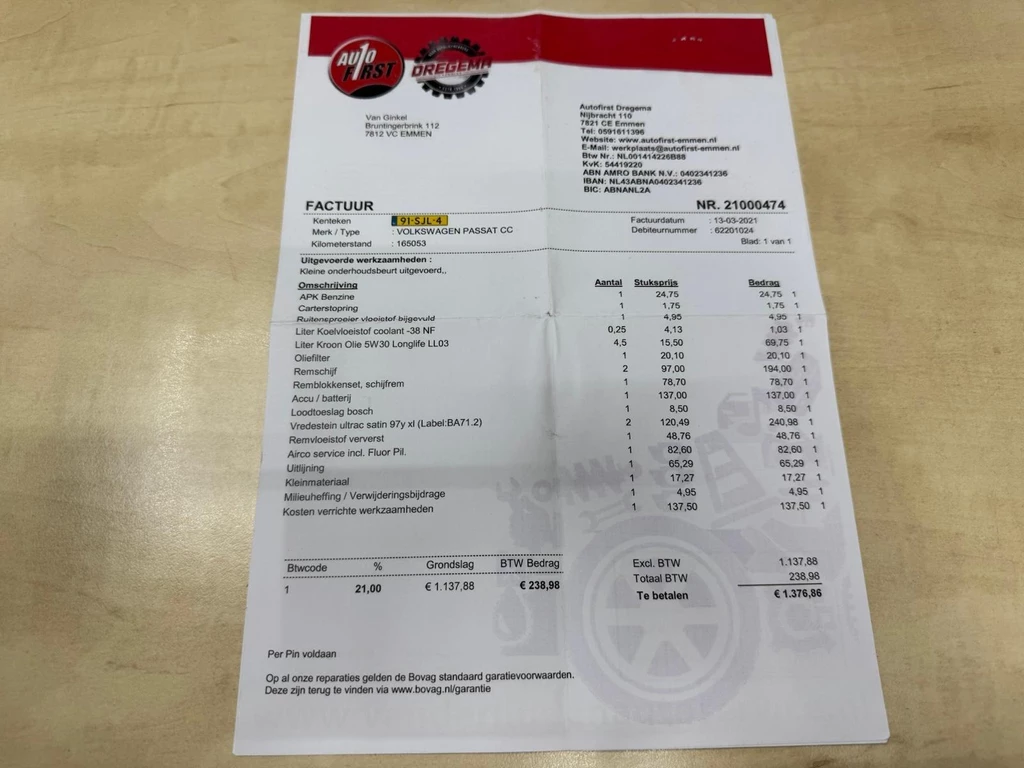 AUTO FIRST
DREGEMA
Van Ginkel
Bruntingerbrink 112
7812 VC EMMEN
Autofirst Dregema
Nijbracht 110
7821 CE Emmen
Tel: 0591611396
Website: www.autofirst-emmen.nl
E-Mail: werkplaats@autofirst-emmen.nl
Btw Nr.: NL001414226B88
KvK: 54419220
ABN AMRO BANK N.V.: 0402341236
IBAN: NL43ABNA0402341236
BIC: ABNANL2A
FACTUUR NR. 21000474
Kenteken : 91-SJL-4 Factuurdatum : 13-03-2021
Merk / Type : VOLKSWAGEN PASSAT CC Debiteurnummer : 62201024
Kilometerstand : 165053 Blad: 1 van 1
Uitgevoerde werkzaamheden :
Kleine onderhoudsbeurt uitgevoerd,,
Omschrijving Aantal Stuksprijs Bedrag
APK Benzine 1 24,75 24,75 1
Carterstopring 1 1,75 1,75 1
Ruitensproeier vloeistof bijgevuld 1 4,95 4,95 1
Liter Koelvloeistof coolant -38 NF 0,25 4,13 1,03 1
Liter Kroon Olie 5W30 Longlife LL03 4,5 15,50 69,75 1
Oliefilter 1 20,10 20,10 1
Remschijf 2 97,00 194,00 1
Remblokkenset, schijfrem 1 78,70 78,70 1
Accu / batterij 1 137,00 137,00 1
Loodtoeslag bosch 1 8,50 8,50 1
Vredestein ultrac satin 97y xl (Label:BA71.2) 2 120,49 240,98 1
Remvloeistof ververst 1 48,76 48,76 1
Airco service incl. Fluor Pil. 1 82,60 82,60 1
Uitlijning 1 65,29 65,29 1
Kleinmateriaal 1 17,27 17,27 1
Milieuheffing / Verwijderingsbijdrage 1 4,95 4,95 1
Kosten verrichte werkzaamheden 1 137,50 137,50 1
Btwcode % Grondslag BTW Bedrag Excl. BTW 1.137,88
1 21,00 € 1.137,88 € 238,98 Totaal BTW 238,98
Te betalen € 1.376,86
Per Pin voldaan
Op al onze reparaties gelden de Bovag standaard garatievoorwaarden.
Deze zijn terug te vinden via www.bovag.nl/garantie